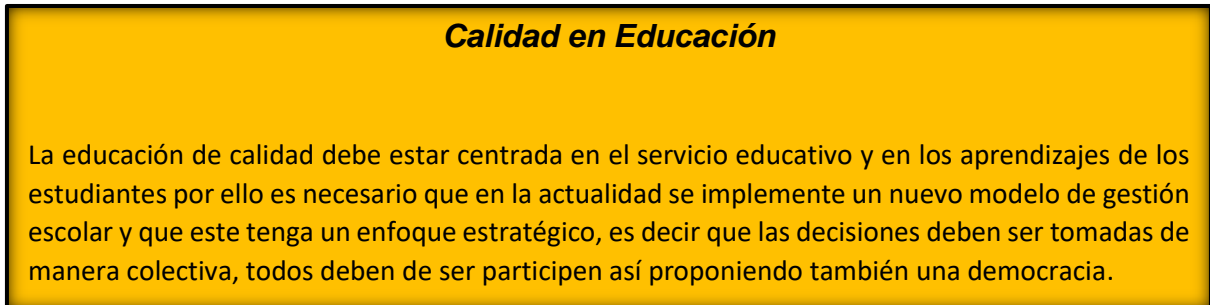 Calidad en Educación
La educación de calidad debe estar centrada en el servicio educativo y en los aprendizajes de los
estudiantes por ello es necesario que en la actualidad se implemente un nuevo modelo de gestión
escolar y que este tenga un enfoque estratégico, es decir que las decisiones deben ser tomadas de
manera colectiva, todos deben de ser participen así proponiendo también una democracia.